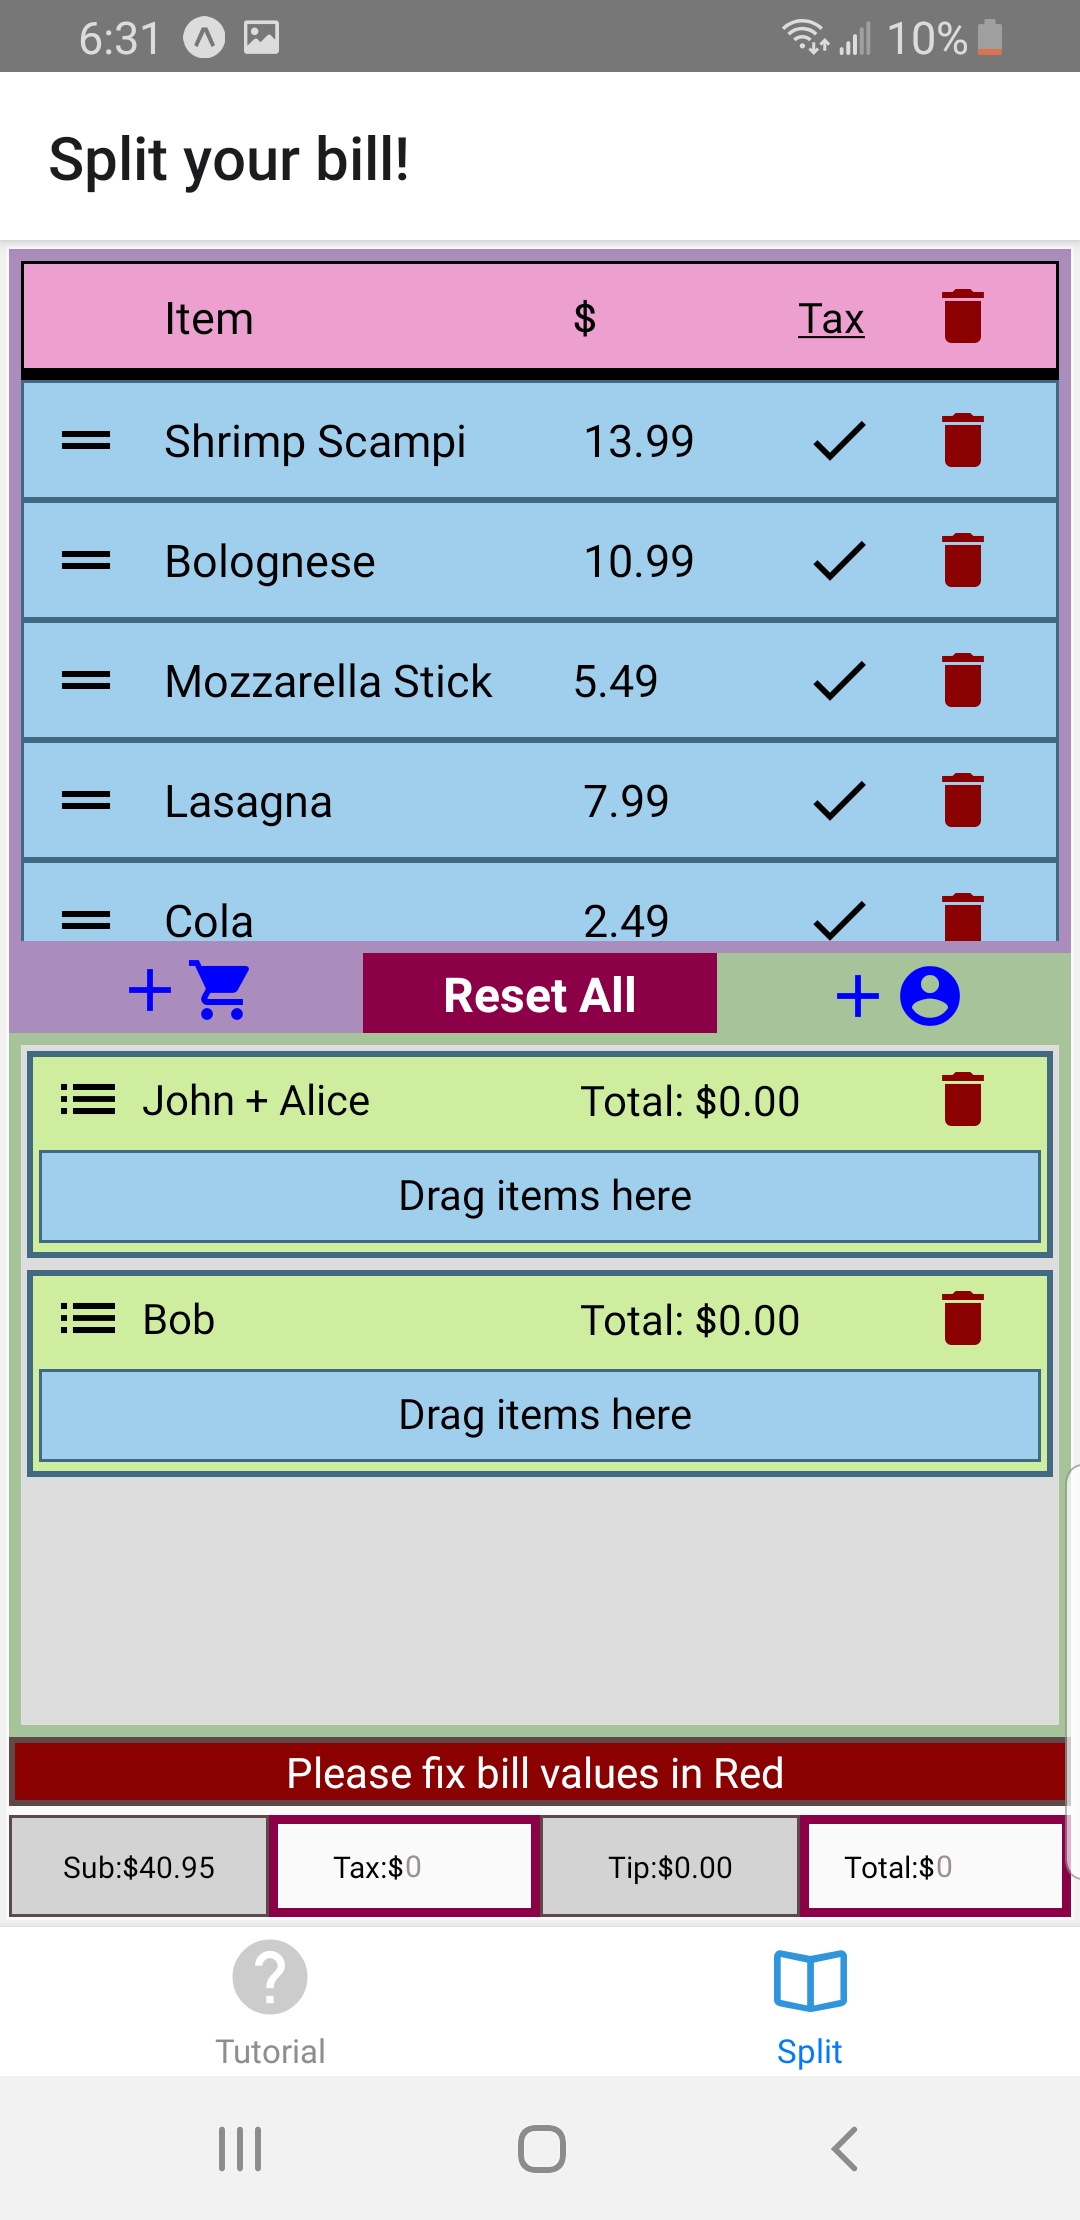 6:31 10%
Split your bill!
Item $ Tax
Shrimp Scampi 13.99
Bolognese 10.99
Mozzarella Stick 5.49
Lasagna 7.99
Cola 2.49
Reset All
John + Alice Total: $0.00
Drag items here
Bob Total: $0.00
Drag items here
Please fix bill values in Red
Sub:$40.95 Tax:$0 Tip:$0.00 Total:$0
Tutorial Split